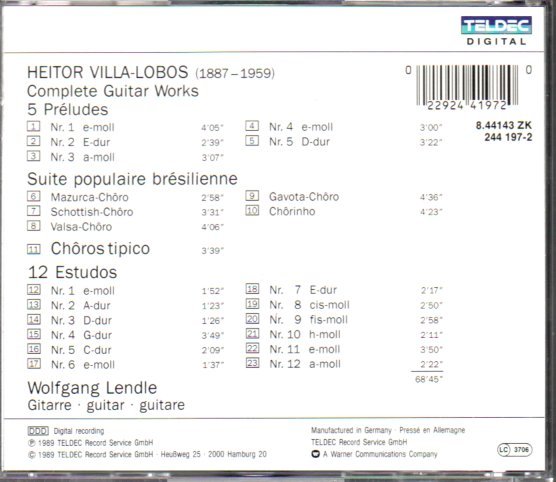 TELDEC
DIGITAL
HEITOR VILLA-LOBOS (1887–1959)
Complete Guitar Works
0 22924 41972 0
8.44143 ZK
244 197-2
5 Préludes
1 Nr. 1 e-moll 4'05"
2 Nr. 2 E-dur 2'39"
3 Nr. 3 a-moll 3'07"
4 Nr. 4 e-moll 3'00"
5 Nr. 5 D-dur 3'22"
Suite populaire brésilienne
6 Mazurca-Chôro 2'58"
7 Schottish-Chôro 3'31"
8 Valsa-Chôro 4'06"
9 Gavota-Chôro 4'36"
10 Chôrinho 4'23"
11 Chôros tipico 3'39"
12 Estudos
12 Nr. 1 e-moll 1'52"
13 Nr. 2 A-dur 1'23"
14 Nr. 3 D-dur 1'26"
15 Nr. 4 G-dur 3'49"
16 Nr. 5 C-dur 2'09"
17 Nr. 6 e-moll 1'37"
18 Nr. 7 E-dur 2'17"
19 Nr. 8 cis-moll 2'50"
20 Nr. 9 fis-moll 2'58"
21 Nr. 10 h-moll 2'11"
22 Nr. 11 e-moll 3'50"
23 Nr. 12 a-moll 2'22"
68'45"
Wolfgang Lendle
Gitarre · guitar · guitare
DDD Digital recording
℗ 1989 TELDEC Record Service GmbH
© 1989 TELDEC Record Service GmbH · Heußweg 25 · 2000 Hamburg 20
Manufactured in Germany · Pressé en Allemagne
TELDEC Record Service GmbH
A Warner Communications Company
LC 3706